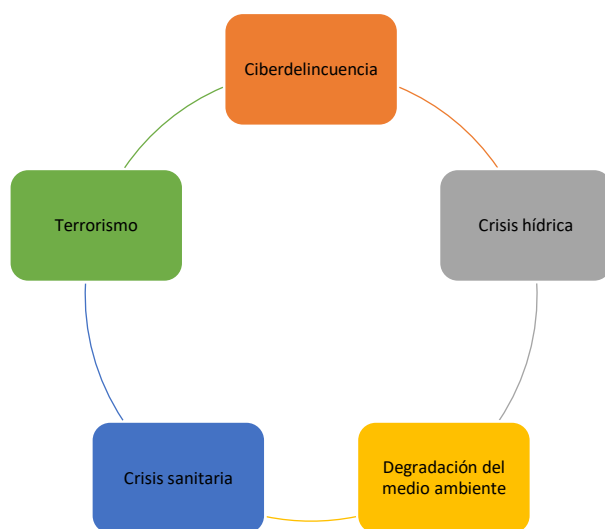 Ciberdelincuencia
Terrorismo
Crisis hídrica
Crisis sanitaria
Degradación del
medio ambiente